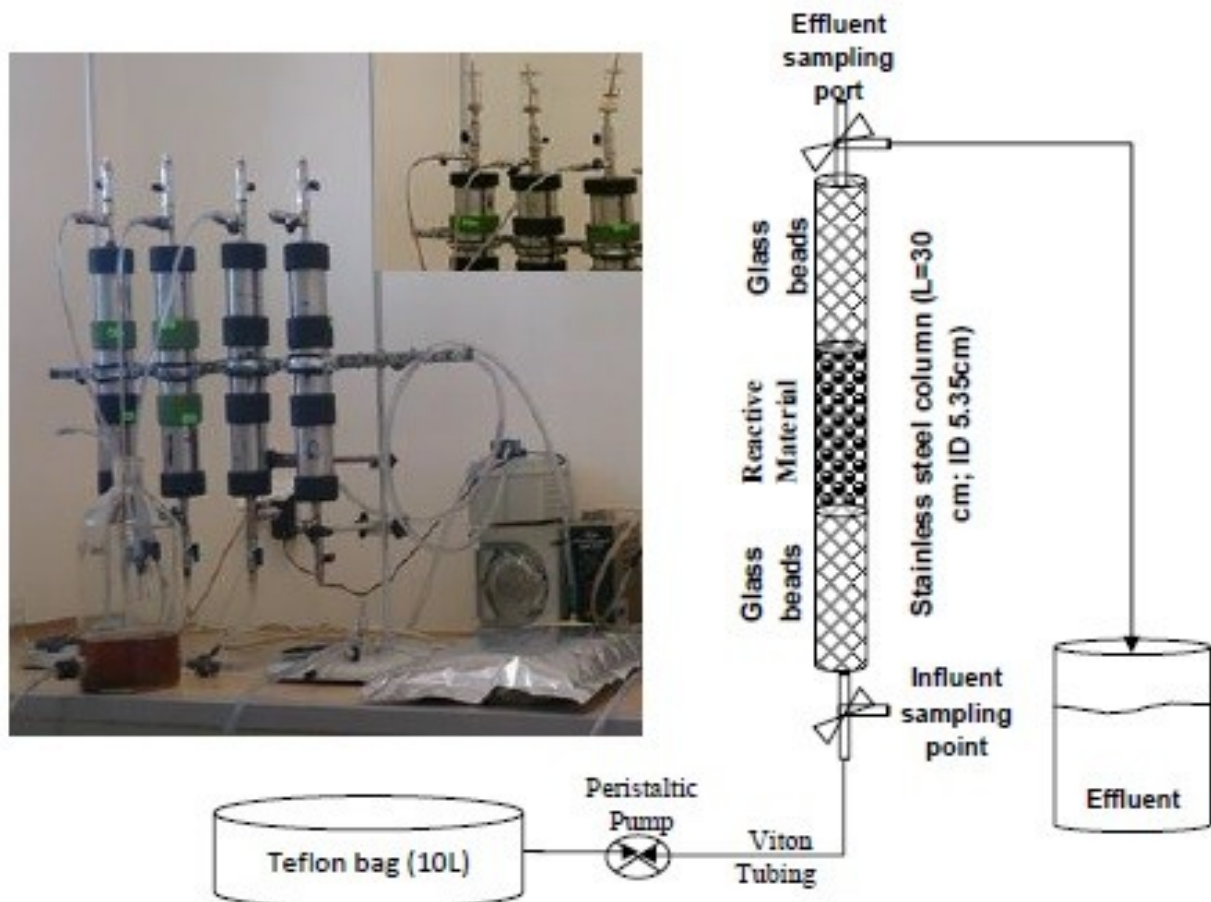 Effluent
sampling
port
Glass
beads
Reactive
Material
Glass
beads
Stainless steel column (L=30
cm; ID 5.35cm)
Influent
sampling
point
Effluent
Peristaltic
Pump
Viton
Tubing
Teflon bag (10L)